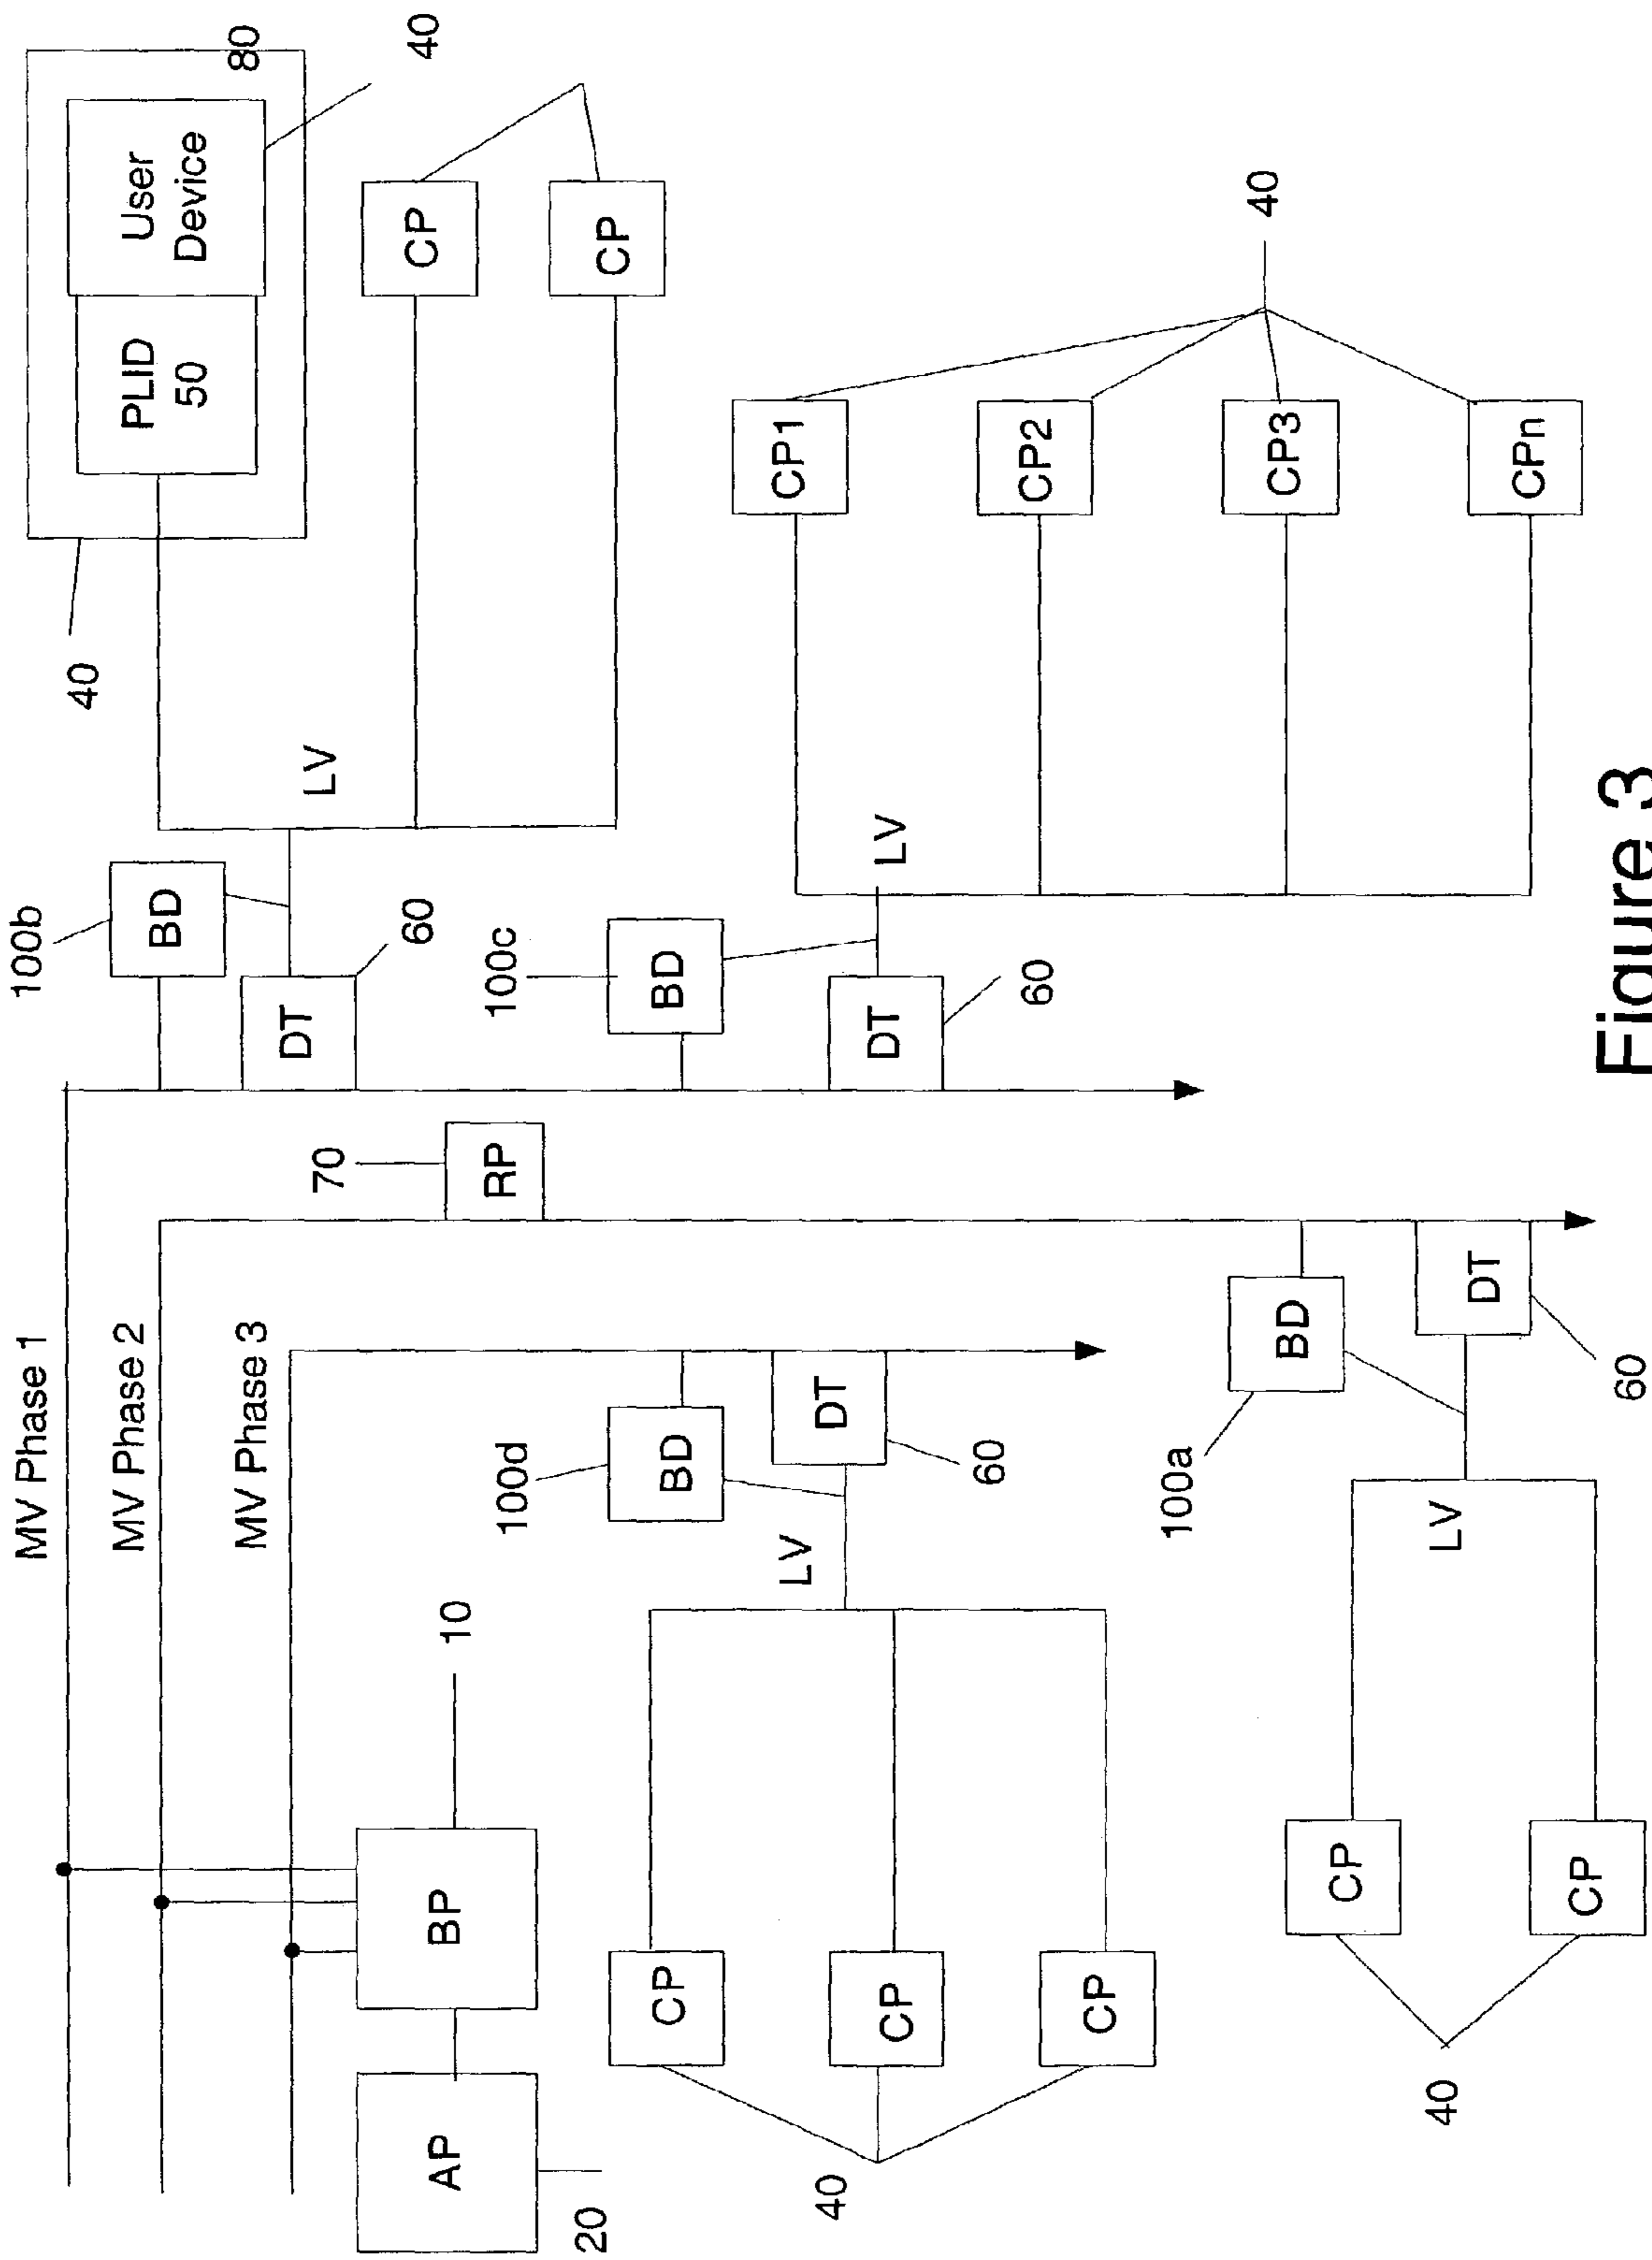 MV Phase 1
MV Phase 2
MV Phase 3
AP
20
BP
10
100b
BD
DT
60
LV
40
PLID
50
User
Device
80
40
CP
CP
70
RP
100c
BD
DT
60
LV
CP1
CP2
CP3
CPn
40
100d
BD
DT
60
LV
CP
CP
CP
40
100a
BD
DT
60
LV
CP
CP
40
Figure 3